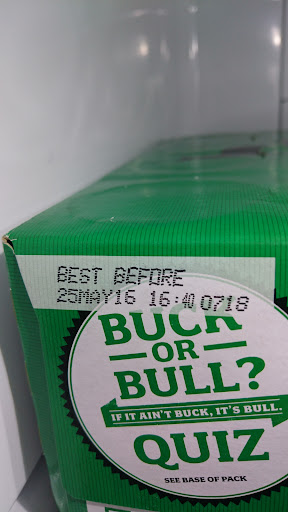 BEST BEFORE
25MAY16 16:40 0718
BUCK
OR
BULL?
IF IT AIN'T BUCK, IT'S BULL.
QUIZ
SEE BASE OF PACK